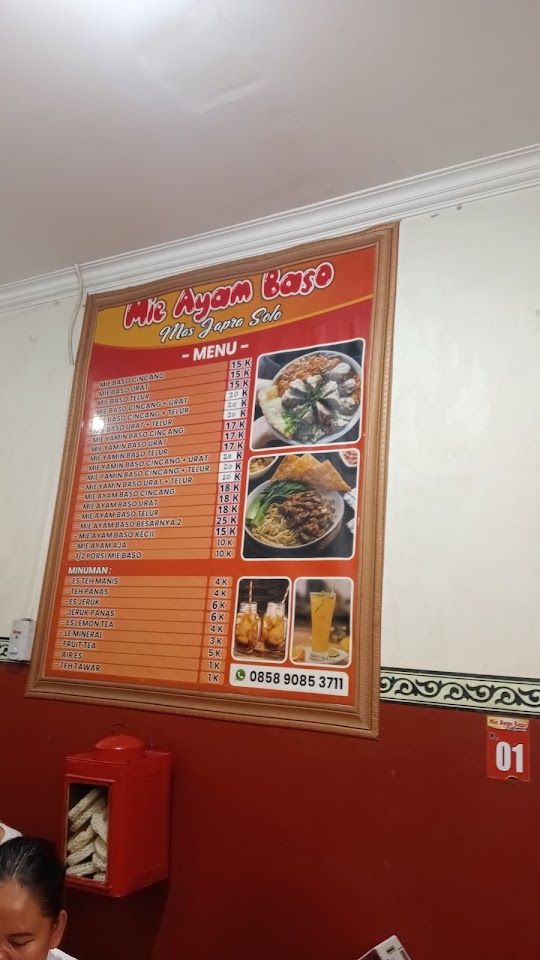 Mie Ayam Baso
Mas Japra Solo
- MENU -
- MIE BASO CINCANG 15 K
- MIE BASO URAT 15 K
- MIE BASO TELUR 15 K
- MIE BASO CINCANG + URAT 20 K
- MIE BASO CINCANG + TELUR 20 K
- MIE BASO URAT + TELUR 20 K
- MIE YAMIN BASO CINCANG 17 K
- MIE YAMIN BASO URAT 17 K
- MIE YAMIN BASO TELUR 17 K
- MIE YAMIN BASO CINCANG + URAT 20 K
- MIE YAMIN BASO CINCANG + TELUR 20 K
- MIE YAMIN BASO URAT + TELUR 20 K
- MIE AYAM BASO CINCANG 18 K
- MIE AYAM BASO URAT 18 K
- MIE AYAM BASO TELUR 18 K
- MIE AYAM BASO BESARNYA 2 25 K
- MIE AYAM BASO KECIL 15 K
- MIE AYAM AJA 10 K
- 1/2 PORSI MIE BASO 10 K
MINUMAN :
- ES TEH MANIS 4 K
- TEH PANAS 4 K
- ES JERUK 6 K
- JERUK PANAS 6 K
- ES LEMON TEA 4 K
- LE MINERAL 3 K
- FRUIT TEA 5 K
- AIR ES 1 K
- TEH TAWAR 1 K
0858 9085 3711
Mie Ayam Baso
01